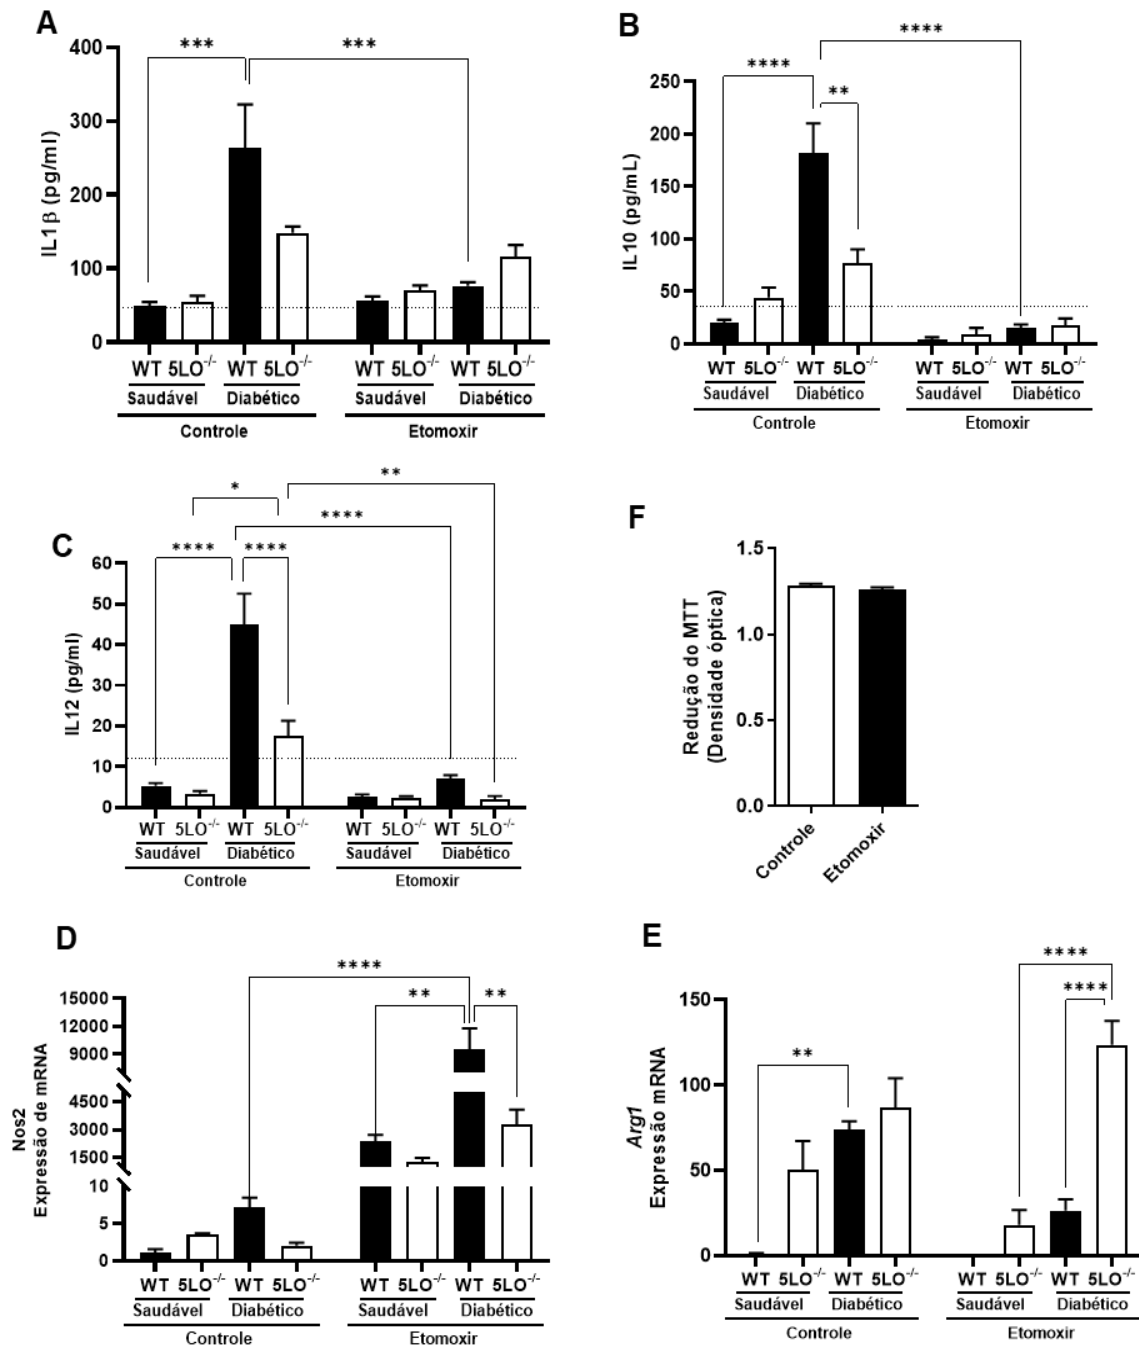 A
IL1β (pg/ml)
400
300
200
100
0
***
***
WT 5LO-/- WT 5LO-/- WT 5LO-/- WT 5LO-/-
Saudável Diabético Saudável Diabético
Controle Etomoxir
B
IL10 (pg/mL)
250
200
150
100
50
0
****
****
**
WT 5LO-/- WT 5LO-/- WT 5LO-/- WT 5LO-/-
Saudável Diabético Saudável Diabético
Controle Etomoxir
C
IL12 (pg/ml)
60
50
40
30
20
10
0
**
*
****
**** ****
WT 5LO-/- WT 5LO-/- WT 5LO-/- WT 5LO-/-
Saudável Diabético Saudável Diabético
Controle Etomoxir
F
Redução do MTT
(Densidade óptica)
1.5
1.0
0.5
0.0
Controle
Etomoxir
D
Nos2
Expressão de mRNA
15000
12000
9000
4500
3000
1500
10
5
0
****
** **
WT 5LO-/- WT 5LO-/- WT 5LO-/- WT 5LO-/-
Saudável Diabético Saudável Diabético
Controle Etomoxir
E
Arg1
Expressão mRNA
150
100
50
0
****
****
**
WT 5LO-/- WT 5LO-/- WT 5LO-/- WT 5LO-/-
Saudável Diabético Saudável Diabético
Controle Etomoxir